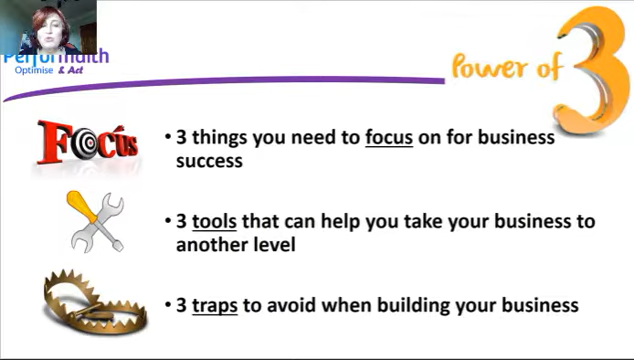 Optimise & Act
Power of 3
Focus
• 3 things you need to focus on for business
success
• 3 tools that can help you take your business to
another level
• 3 traps to avoid when building your business